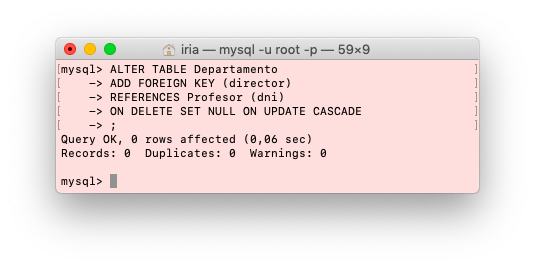 iria — mysql -u root -p — 59×9
mysql> ALTER TABLE Departamento
    -> ADD FOREIGN KEY (director)
    -> REFERENCES Profesor (dni)
    -> ON DELETE SET NULL ON UPDATE CASCADE
    -> ;
Query OK, 0 rows affected (0,06 sec)
Records: 0  Duplicates: 0  Warnings: 0
mysql>